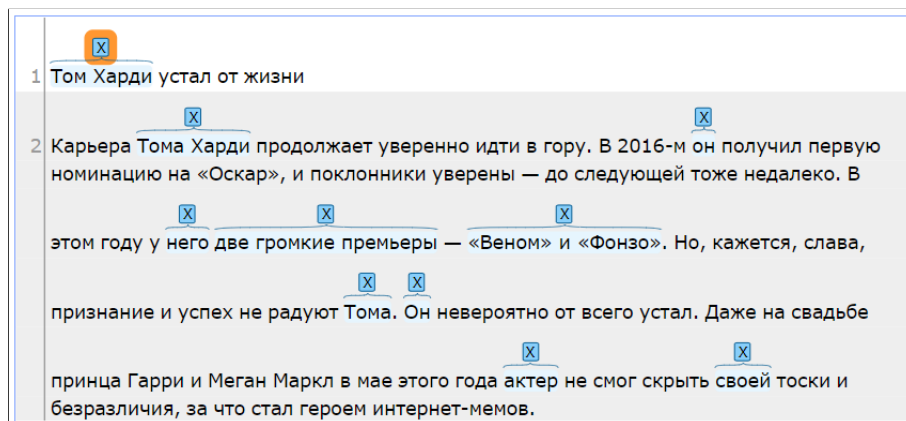 X
1 Том Харди устал от жизни
X X
2 Карьера Тома Харди продолжает уверенно идти в гору. В 2016-м он получил первую
номинацию на «Оскар», и поклонники уверены — до следующей тоже недалеко. В
X X X
этом году у него две громкие премьеры — «Веном» и «Фонзо». Но, кажется, слава,
X X
признание и успех не радуют Тома. Он невероятно от всего устал. Даже на свадьбе
X X
принца Гарри и Меган Маркл в мае этого года актер не смог скрыть своей тоски и
безразличия, за что стал героем интернет-мемов.